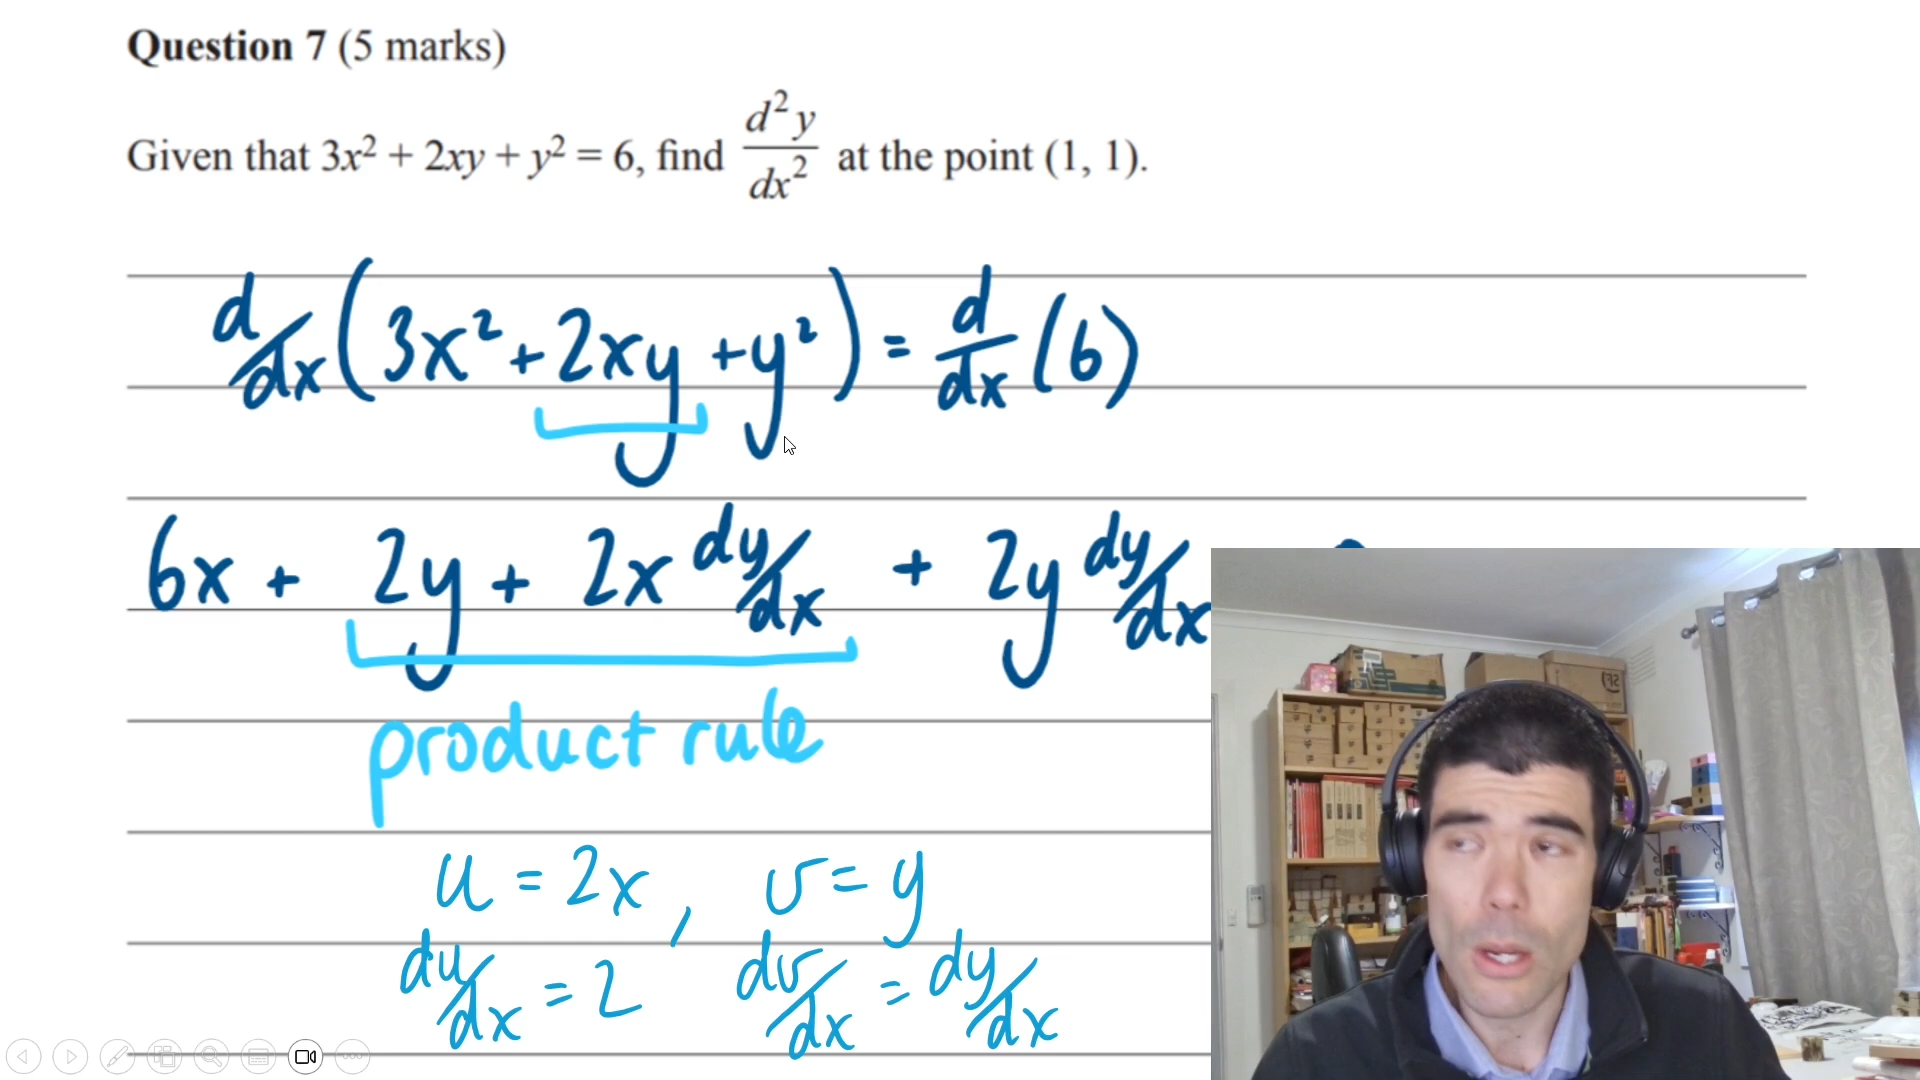 Question 7 (5 marks)
Given that 3x² + 2xy + y² = 6, find d²y/dx² at the point (1, 1).
d/dx (3x² + 2xy + y²) = d/dx (6)
6x + 2y + 2x dy/dx + 2y dy/dx
product rule
u = 2x, v = y
du/dx = 2 dv/dx = dy/dx